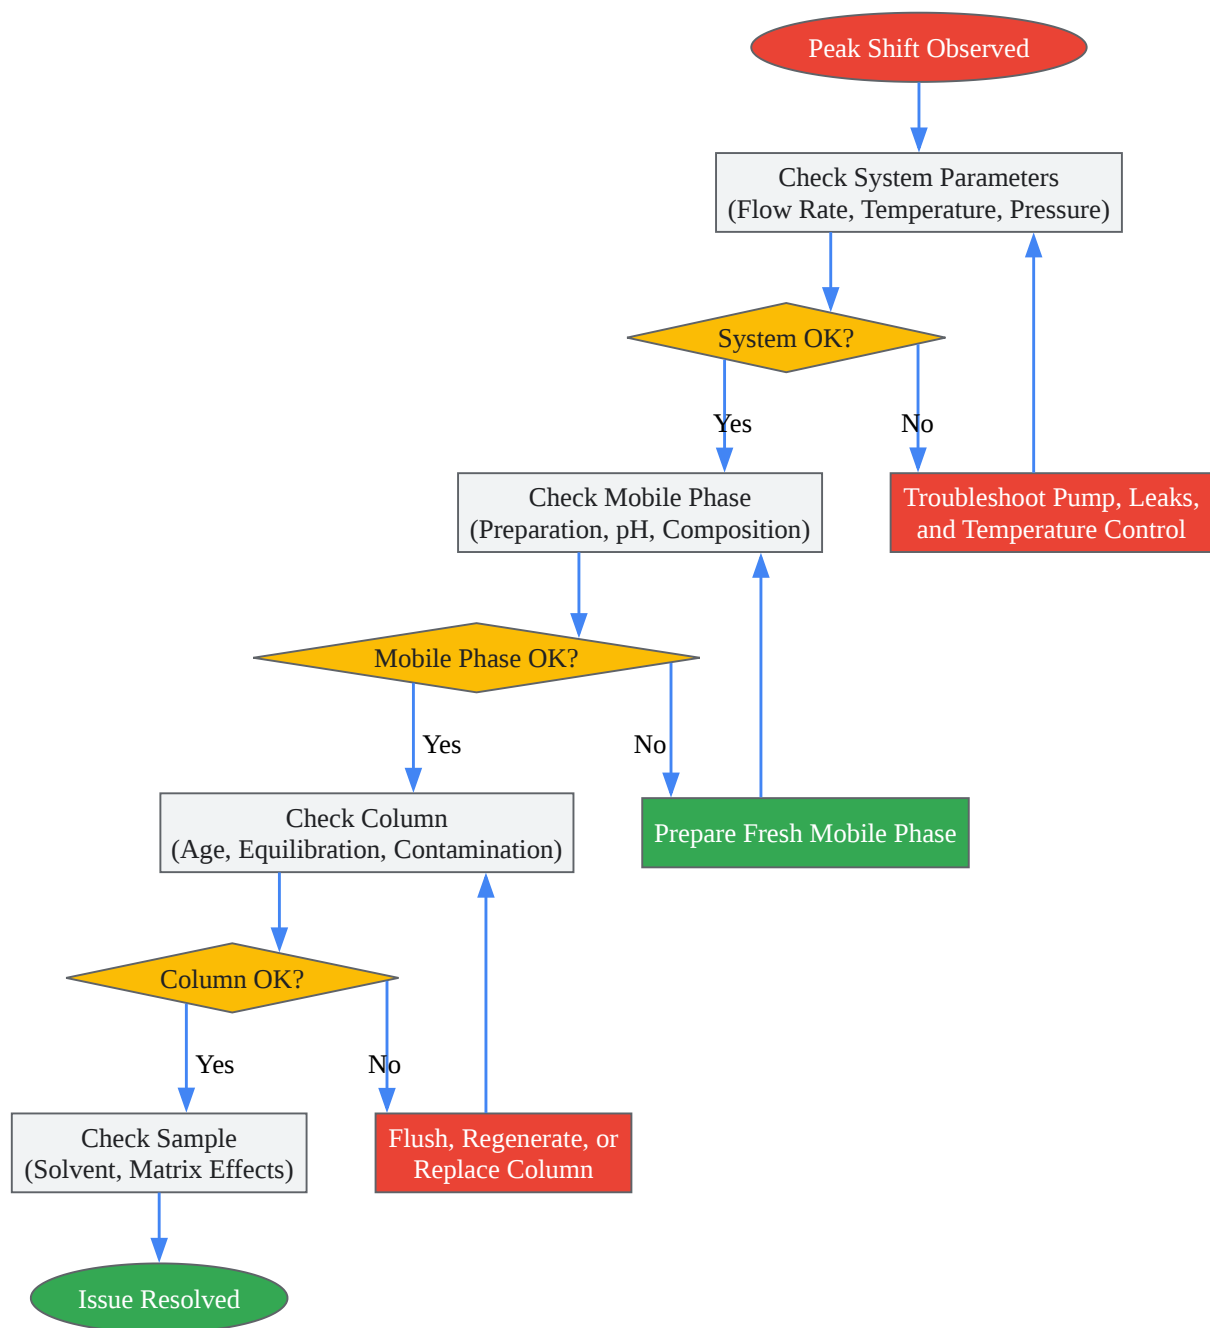 Peak Shift Observed
Check System Parameters
(Flow Rate, Temperature, Pressure)
System OK?
Yes
No
Check Mobile Phase
(Preparation, pH, Composition)
Troubleshoot Pump, Leaks,
and Temperature Control
Mobile Phase OK?
Yes
No
Check Column
(Age, Equilibration, Contamination)
Prepare Fresh Mobile Phase
Column OK?
Yes
No
Check Sample
(Solvent, Matrix Effects)
Flush, Regenerate, or
Replace Column
Issue Resolved